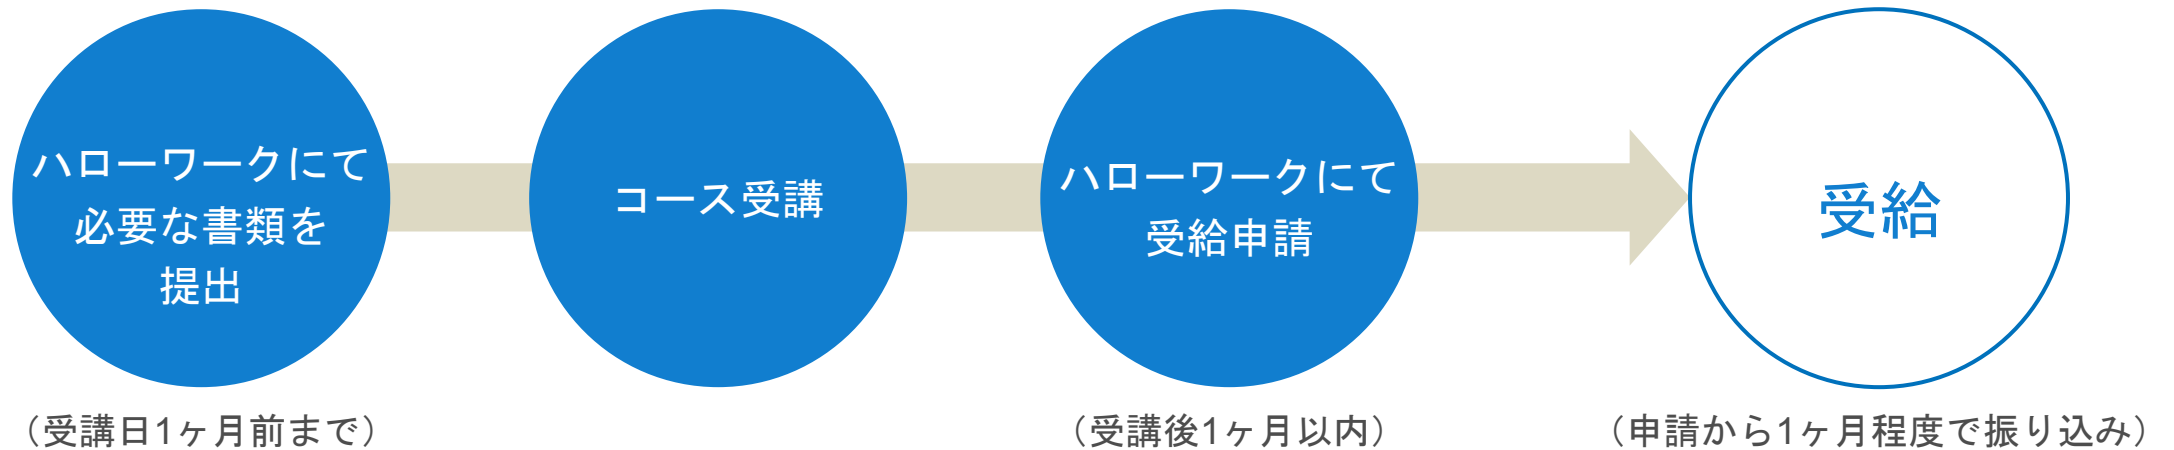 ハローワークにて
必要な書類を
提出
(受講日1ヶ月前まで)
コース受講
ハローワークにて
受給申請
(受講後1ヶ月以内)
受給
(申請から1ヶ月程度で振り込み)